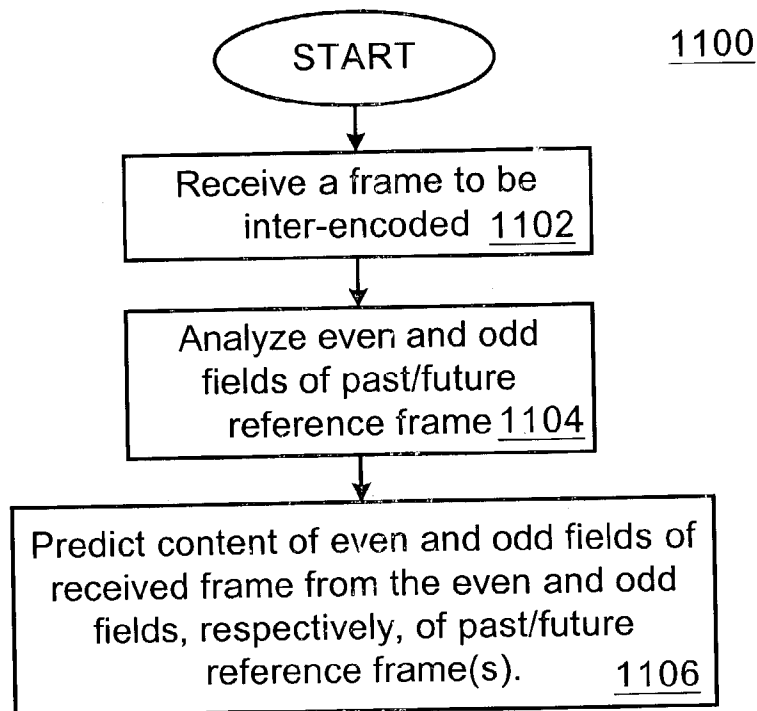 START
1100
Receive a frame to be
inter-encoded 1102
Analyze even and odd
fields of past/future
reference frame 1104
Predict content of even and odd fields of
received frame from the even and odd
fields, respectively, of past/future
reference frame(s).
1106